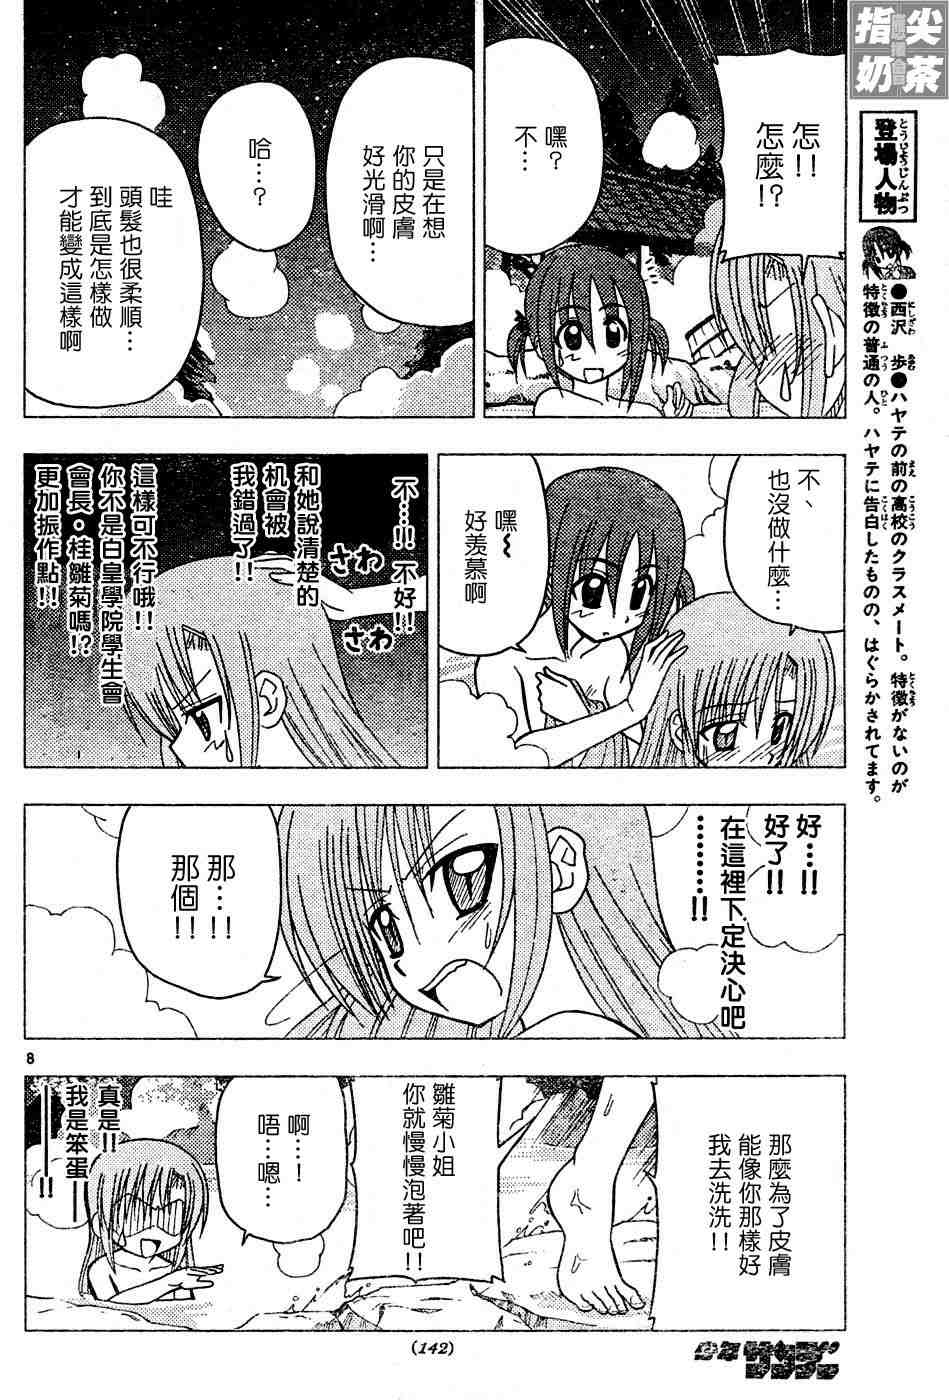 指尖
奶茶
登場人物
とうじょうじんぶつ
●西沢 歩●ハヤテの前の高校のクラスメート。特徴がないのが
特徴の普通の人。ハヤテに告白したものの、はぐらかされてます。
怎!!
怎麼!?
嘿?
不…
只是在想
你的皮膚
好光滑啊…
哈…?
哇
頭髮也很柔順…
到底是怎樣做
才能變成這樣啊
不、
也沒做什麼…
嘿~
好羨慕啊
不…!!不好!!
和她說清楚的
机會被
我錯過了!!
さわ
さわ
這樣可不行哦!!
你不是白皇學院學生會
會長。桂雛菊嗎!?
更加振作點!!
好…!!
好了!!
在這裡下定決心吧
…………!!
那…!!
那個!!
那麼為了皮膚
能像你那樣好
我去洗洗!!
雛菊小姐
你就慢慢泡著吧!!
啊…!
唔…嗯
真是!!
我是笨蛋——!!
8
(142)
少年サンデー